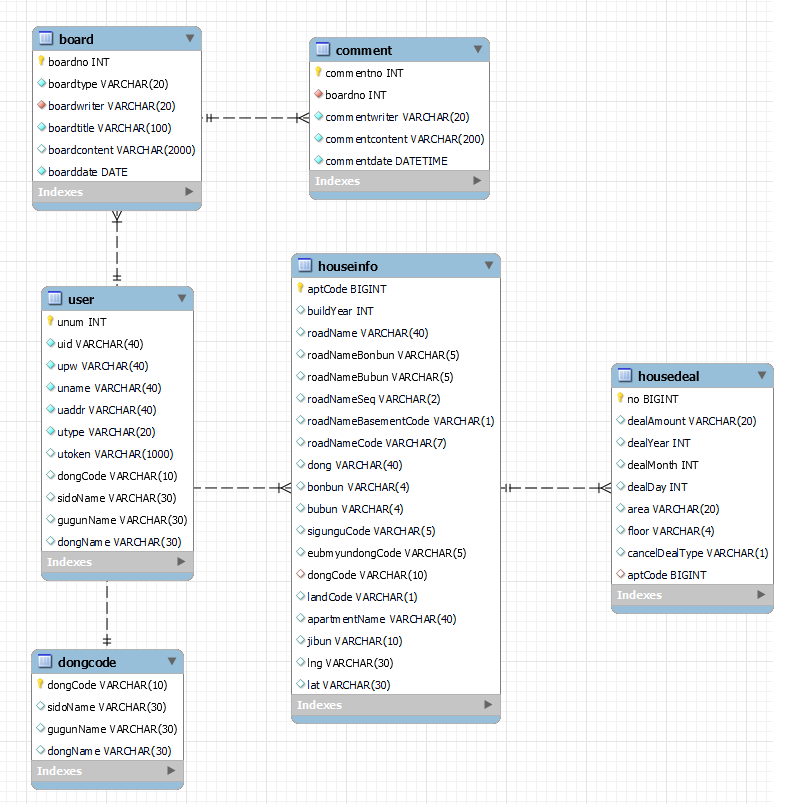 board
boardno INT
boardtype VARCHAR(20)
boardwriter VARCHAR(20)
boardtitle VARCHAR(100)
boardcontent VARCHAR(2000)
boarddate DATE
Indexes
comment
commentno INT
boardno INT
commentwriter VARCHAR(20)
commentcontent VARCHAR(200)
commentdate DATETIME
Indexes
user
unum INT
uid VARCHAR(40)
upw VARCHAR(40)
uname VARCHAR(40)
uaddr VARCHAR(40)
utype VARCHAR(20)
utoken VARCHAR(1000)
dongCode VARCHAR(10)
sidoName VARCHAR(30)
gugunName VARCHAR(30)
dongName VARCHAR(30)
Indexes
houseinfo
aptCode BIGINT
buildYear INT
roadName VARCHAR(40)
roadNameBonbun VARCHAR(5)
roadNameBubun VARCHAR(5)
roadNameSeq VARCHAR(2)
roadNameBasementCode VARCHAR(1)
roadNameCode VARCHAR(7)
dong VARCHAR(40)
bonbun VARCHAR(4)
bubun VARCHAR(4)
sigunguCode VARCHAR(5)
eubmyundongCode VARCHAR(5)
dongCode VARCHAR(10)
landCode VARCHAR(1)
apartmentName VARCHAR(40)
jibun VARCHAR(10)
lng VARCHAR(30)
lat VARCHAR(30)
Indexes
housedeal
no BIGINT
dealAmount VARCHAR(20)
dealYear INT
dealMonth INT
dealDay INT
area VARCHAR(20)
floor VARCHAR(4)
cancelDealType VARCHAR(1)
aptCode BIGINT
Indexes
dongcode
dongCode VARCHAR(10)
sidoName VARCHAR(30)
gugunName VARCHAR(30)
dongName VARCHAR(30)
Indexes